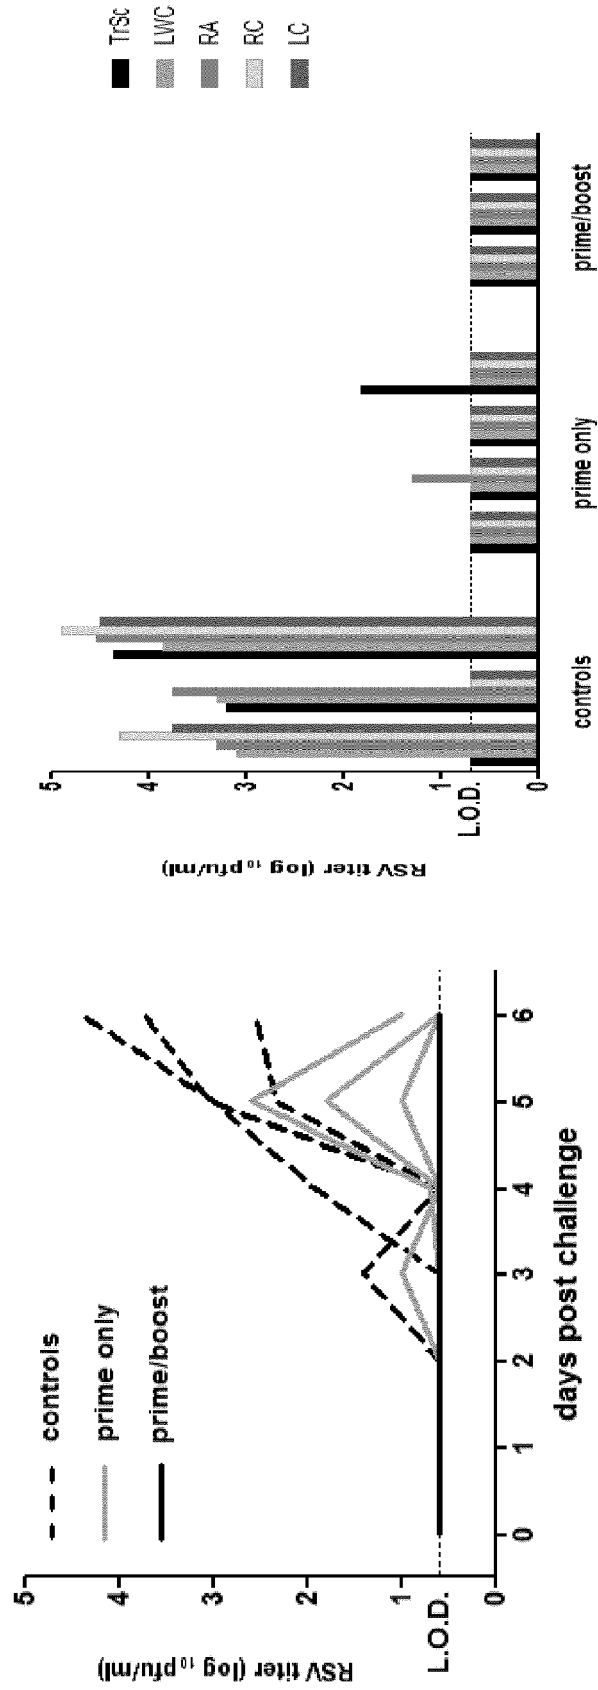 RSV titer (log 10 pfu/ml)
5
4
3
2
1
L.O.D.
0
controls
prime only
prime/boost
0
1
2
3
4
5
6
days post challenge
RSV titer (log 10 pfu/ml)
5
4
3
2
1
L.O.D.
0
controls
prime only
prime/boost
TrSc
LWC
RA
RC
LC